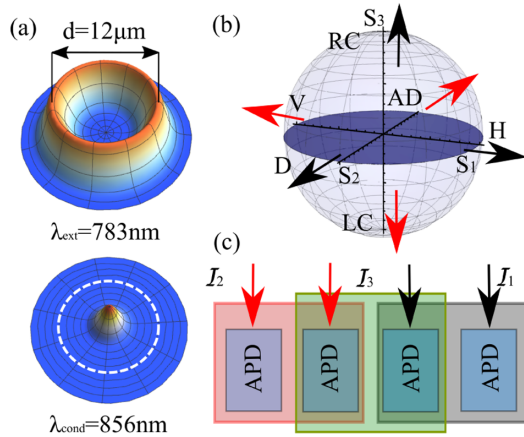 (a)
d=12μm
λext=783nm
λcond=856nm
(b)
S3
RC
V
AD
H
D
S2
S1
LC
(c)
I2
I3
I1
APD
APD
APD
APD